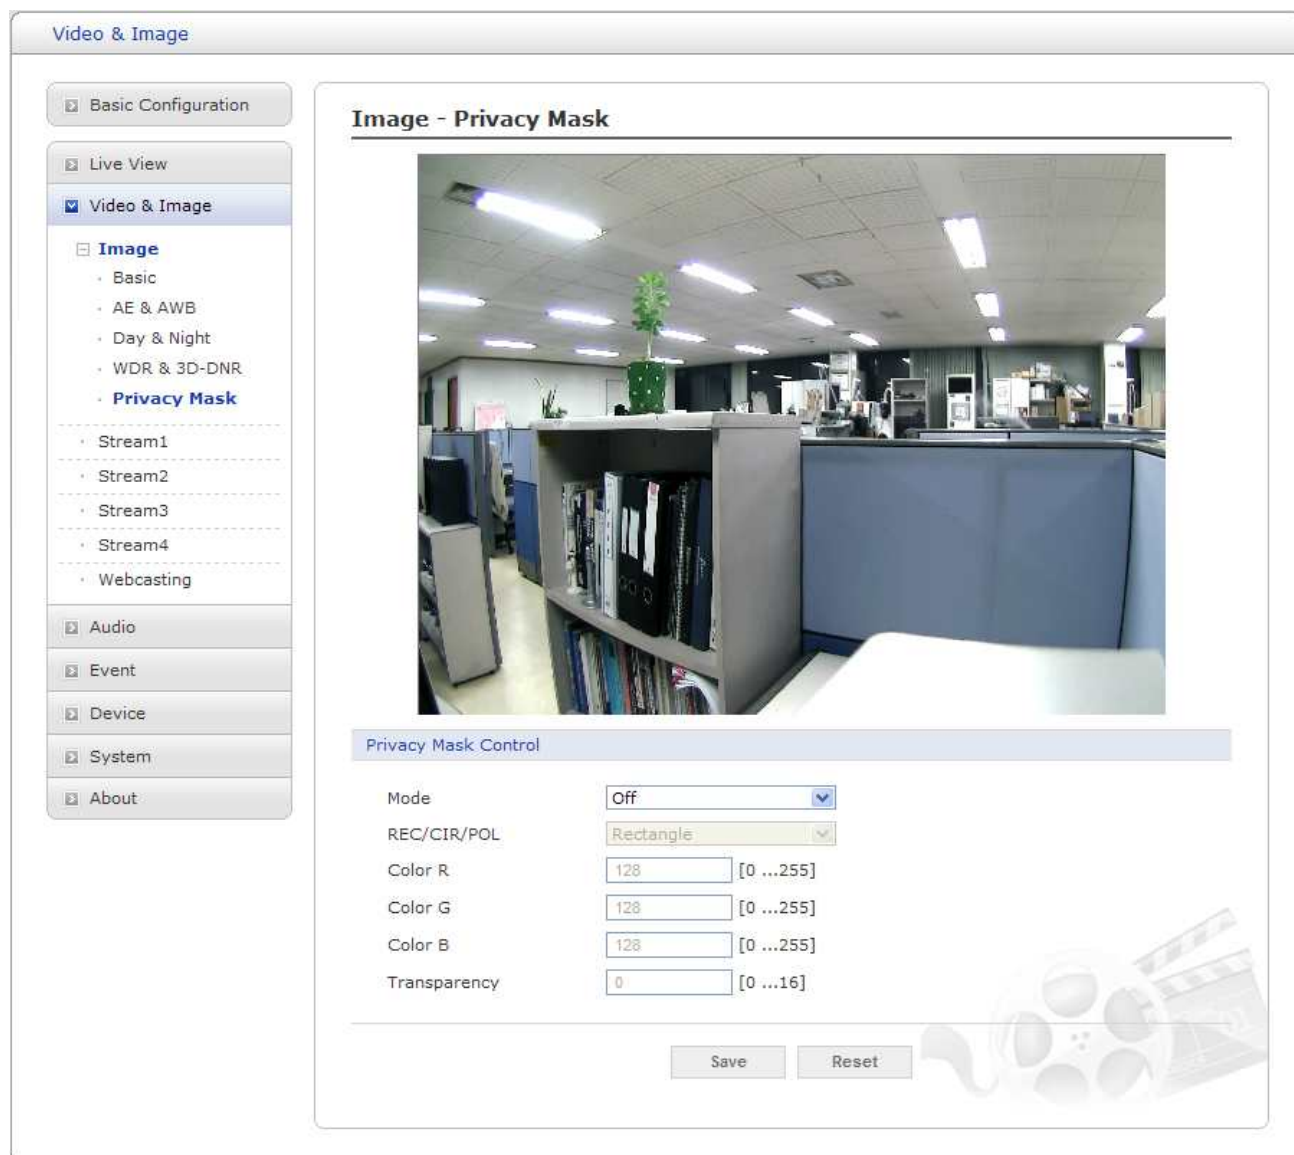 Video & Image
Basic Configuration
Live View
Video & Image
Image
Basic
AE & AWB
Day & Night
WDR & 3D-DNR
Privacy Mask
Stream1
Stream2
Stream3
Stream4
Webcasting
Audio
Event
Device
System
About
Image - Privacy Mask
Privacy Mask Control
Mode Off
REC/CIR/POL Rectangle
Color R 128 [0 ...255]
Color G 128 [0 ...255]
Color B 128 [0 ...255]
Transparency 0 [0 ...16]
Save Reset